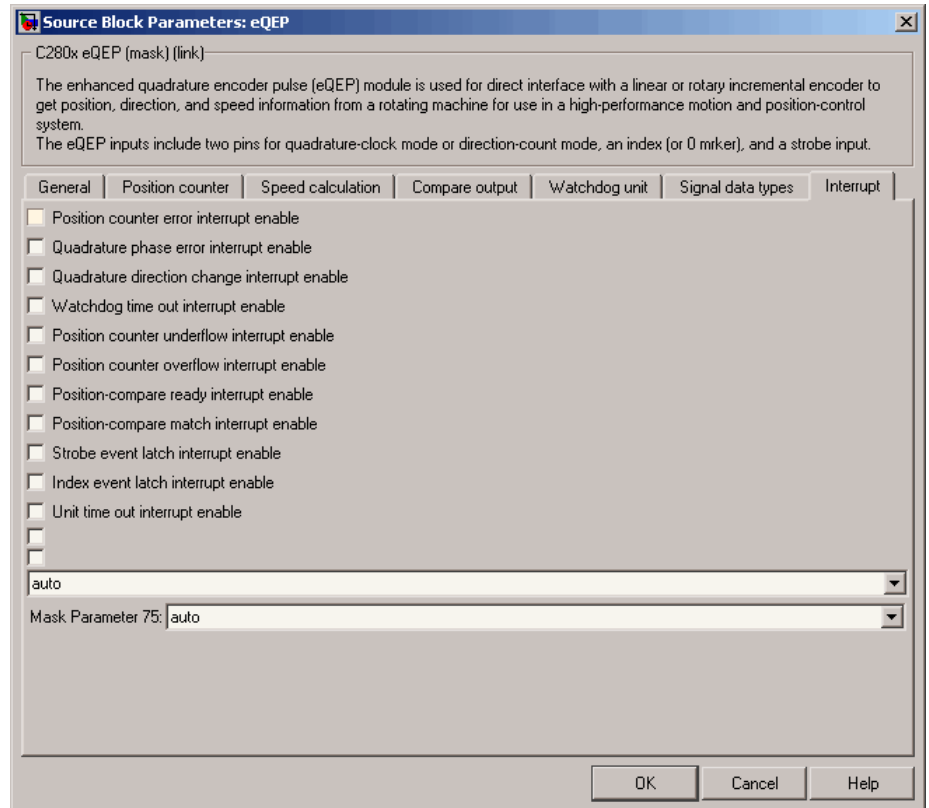 Source Block Parameters: eQEP
C280x eQEP (mask) (link)
The enhanced quadrature encoder pulse (eQEP) module is used for direct interface with a linear or rotary incremental encoder to
get position, direction, and speed information from a rotating machine for use in a high-performance motion and position-control
system.
The eQEP inputs include two pins for quadrature-clock mode or direction-count mode, an index (or 0 mrker), and a strobe input.
General Position counter Speed calculation Compare output Watchdog unit Signal data types Interrupt
Position counter error interrupt enable
Quadrature phase error interrupt enable
Quadrature direction change interrupt enable
Watchdog time out interrupt enable
Position counter underflow interrupt enable
Position counter overflow interrupt enable
Position-compare ready interrupt enable
Position-compare match interrupt enable
Strobe event latch interrupt enable
Index event latch interrupt enable
Unit time out interrupt enable
auto
Mask Parameter 75: auto
OK Cancel Help